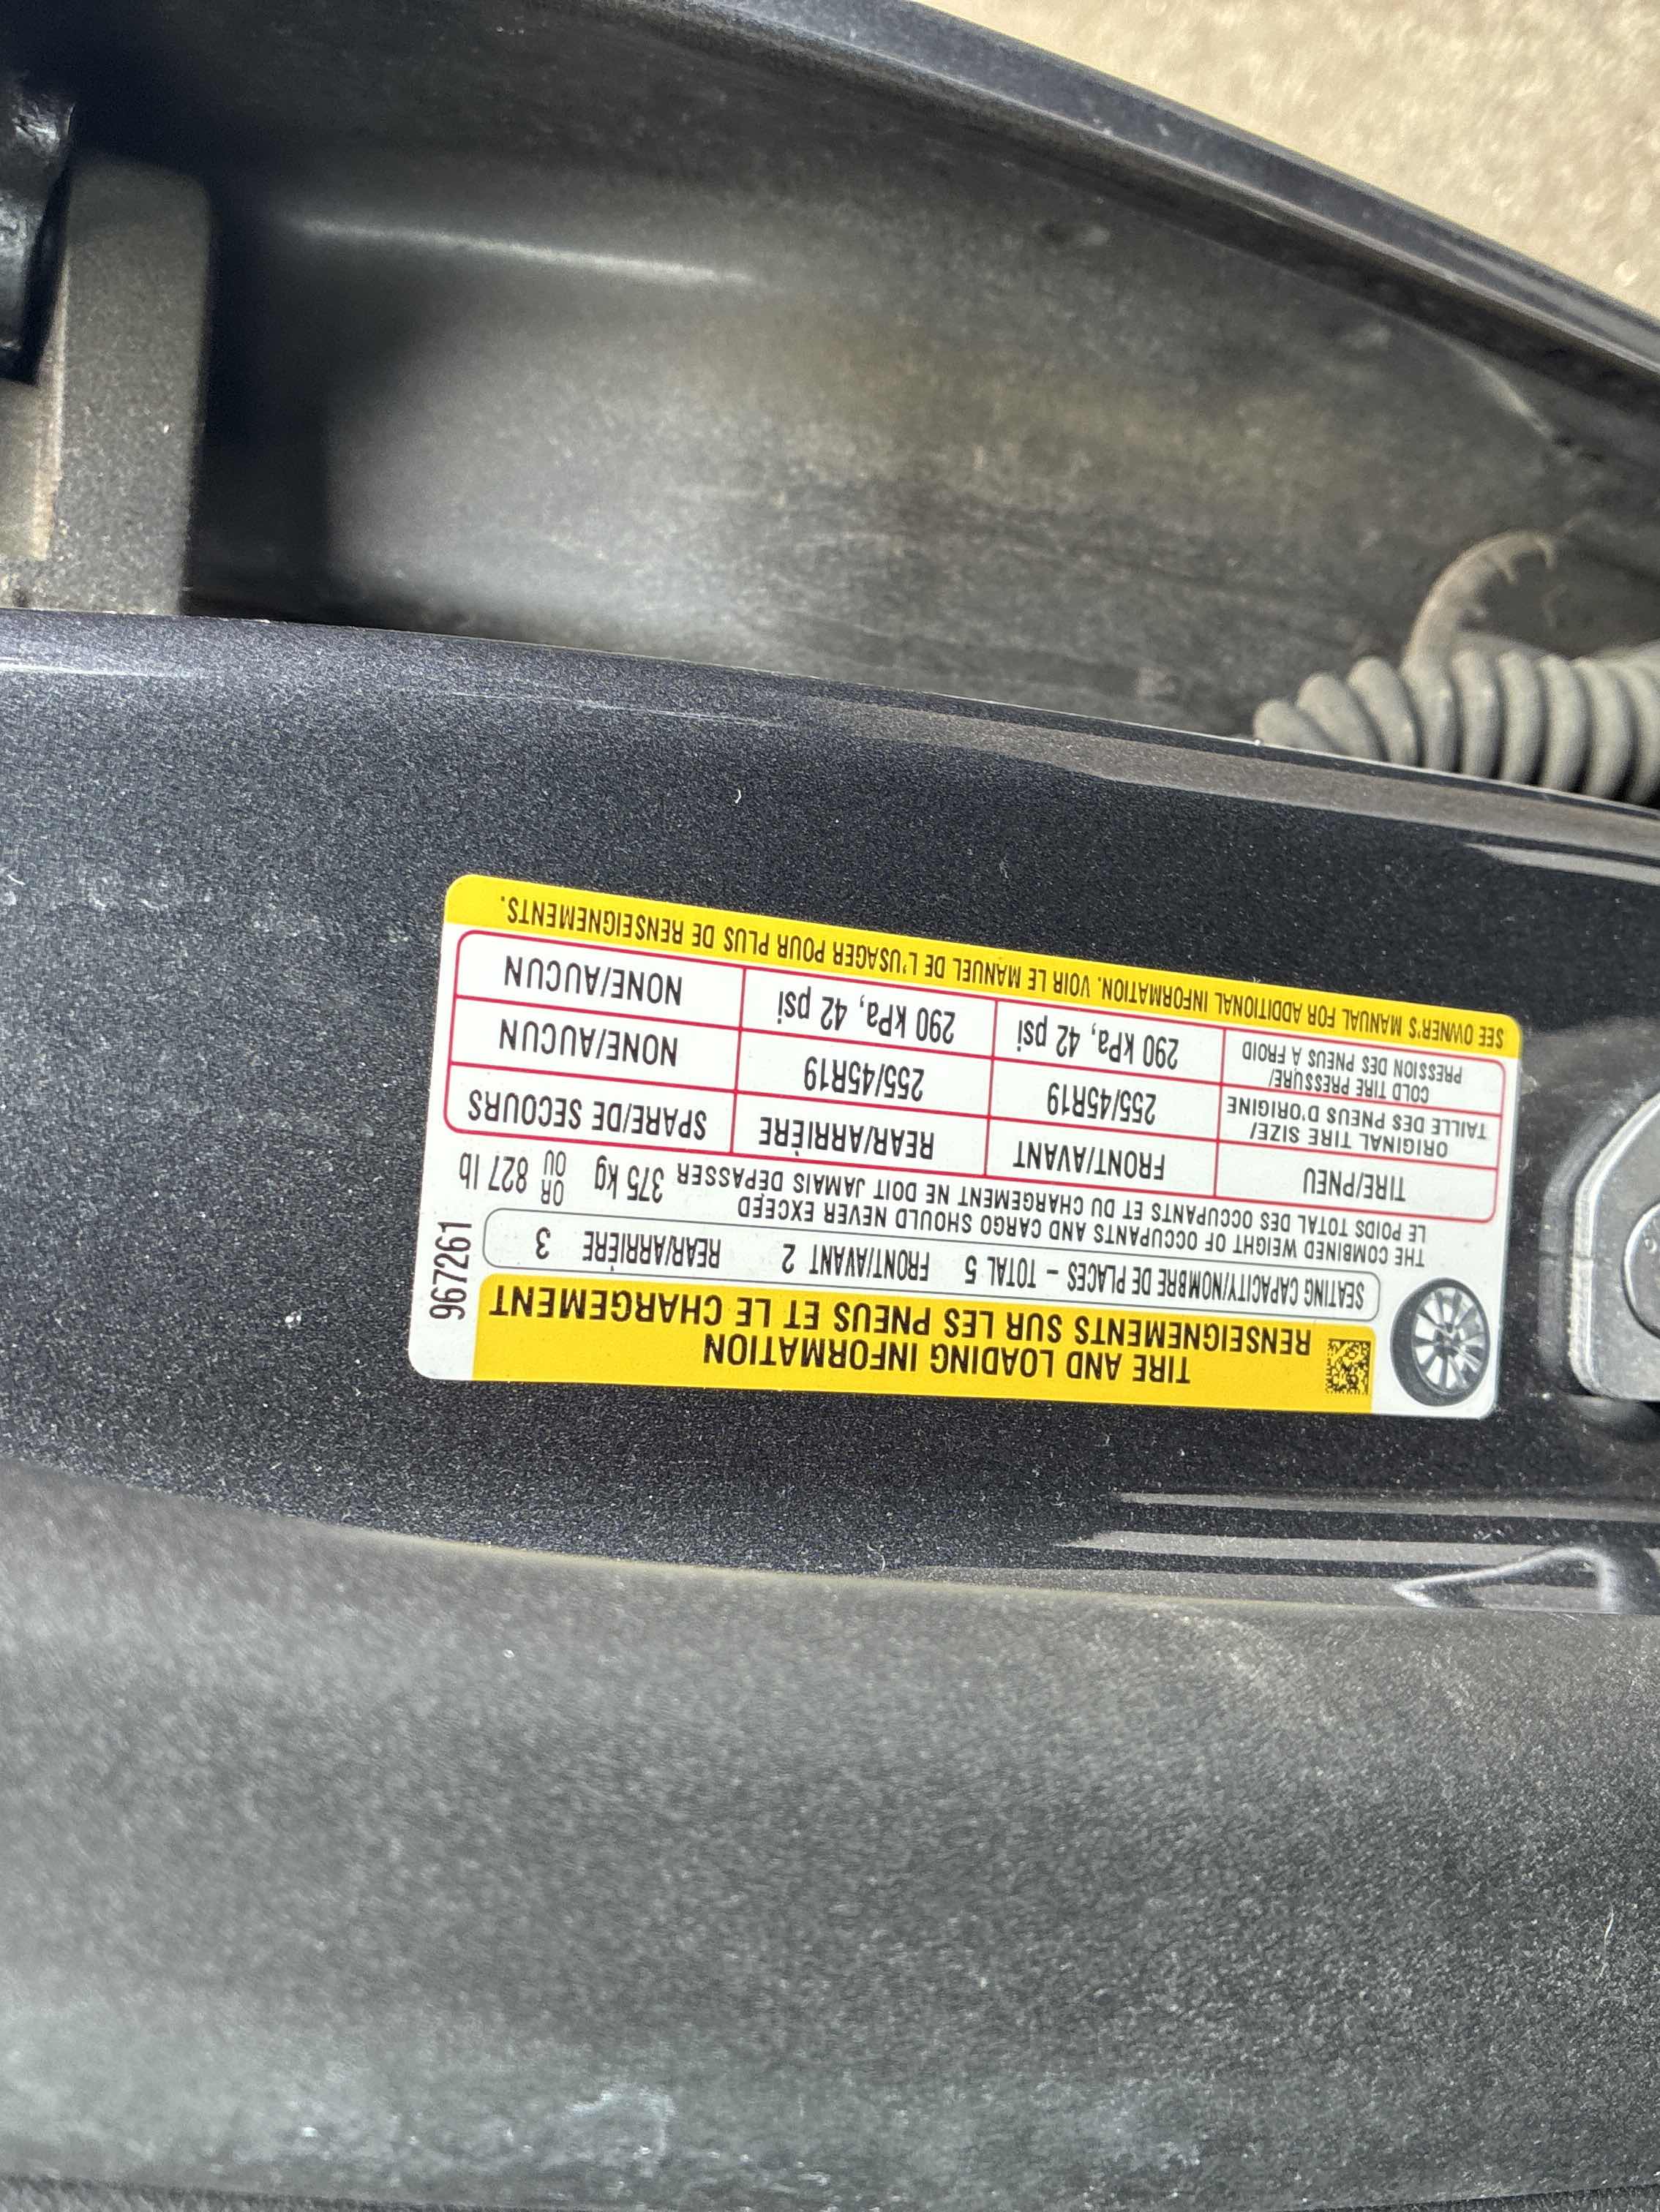 TIRE AND LOADING INFORMATION
RENSEIGNEMENTS SUR LES PNEUS ET LE CHARGEMENT
SEATING CAPACITY/NOMBRE DE PLACES - TOTAL 5 FRONT/AVANT 2 REAR/ARRIÈRE 3
THE COMBINED WEIGHT OF OCCUPANTS AND CARGO SHOULD NEVER EXCEED
LE POIDS TOTAL DES OCCUPANTS ET DU CHARGEMENT NE DOIT JAMAIS DÉPASSER 375 kg OR OU 827 lb
TIRE/PNEU FRONT/AVANT REAR/ARRIÈRE SPARE/DE SECOURS
ORIGINAL TIRE SIZE/
TAILLE DES PNEUS D'ORIGINE 255/45R19 255/45R19 NONE/AUCUN
COLD TIRE PRESSURE/
PRESSION DES PNEUS À FROID 290 kPa, 42 psi 290 kPa, 42 psi NONE/AUCUN
SEE OWNER'S MANUAL FOR ADDITIONAL INFORMATION. VOIR LE MANUEL DE L'USAGER POUR PLUS DE RENSEIGNEMENTS.
967261